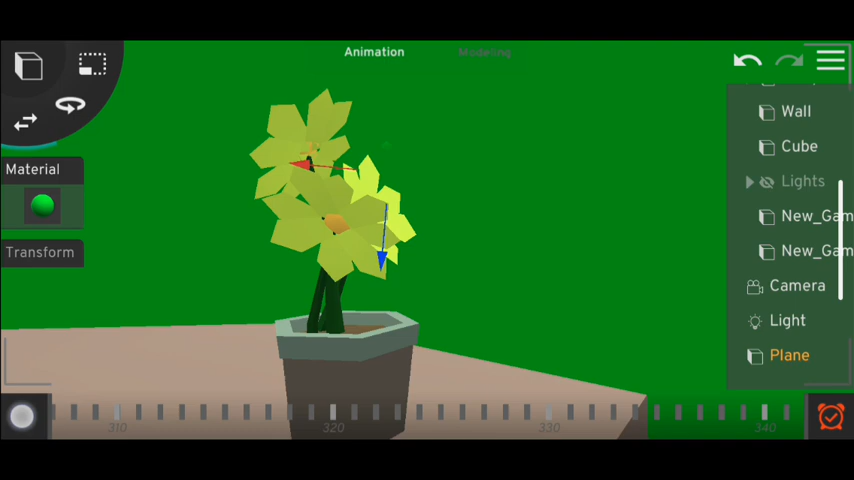 Animation
Modeling
Wall
Cube
Lights
New_Gam
New_Gam
Camera
Light
Plane
Material
Transform
310
320
330
340